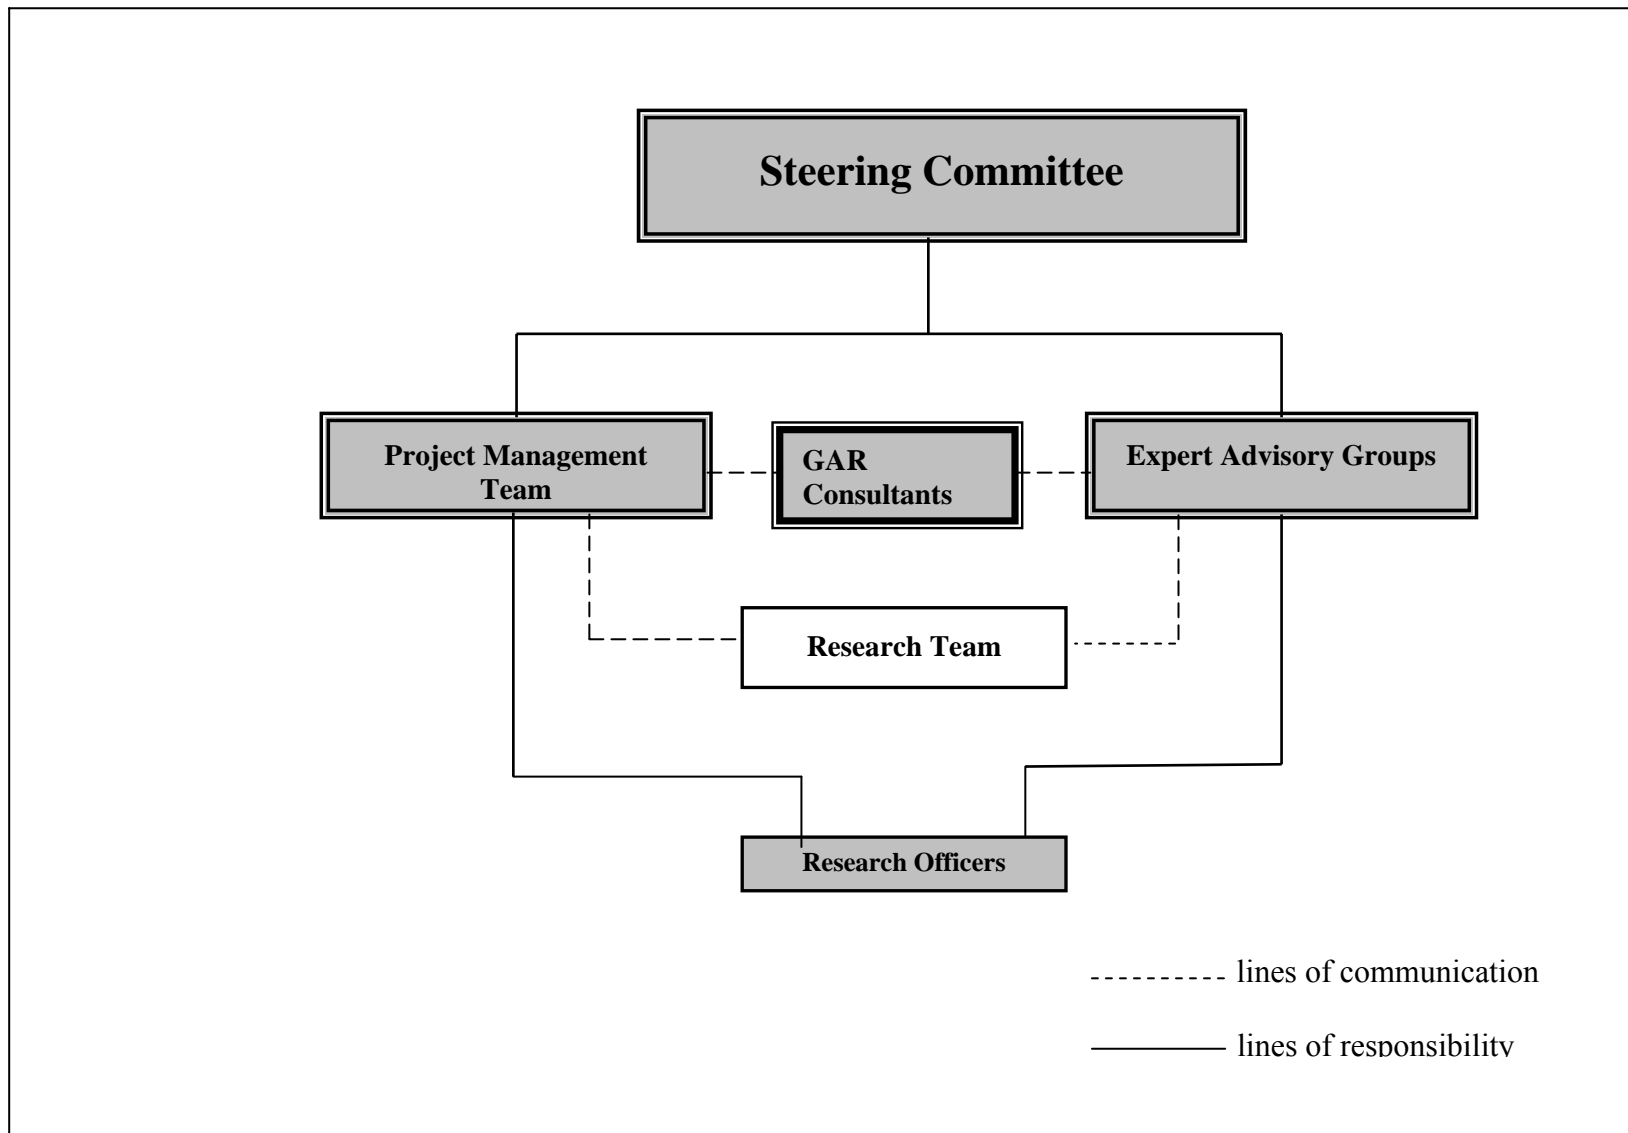 Steering Committee
Project Management
Team
GAR
Consultants
Expert Advisory Groups
Research Team
Research Officers
lines of communication
lines of responsibility